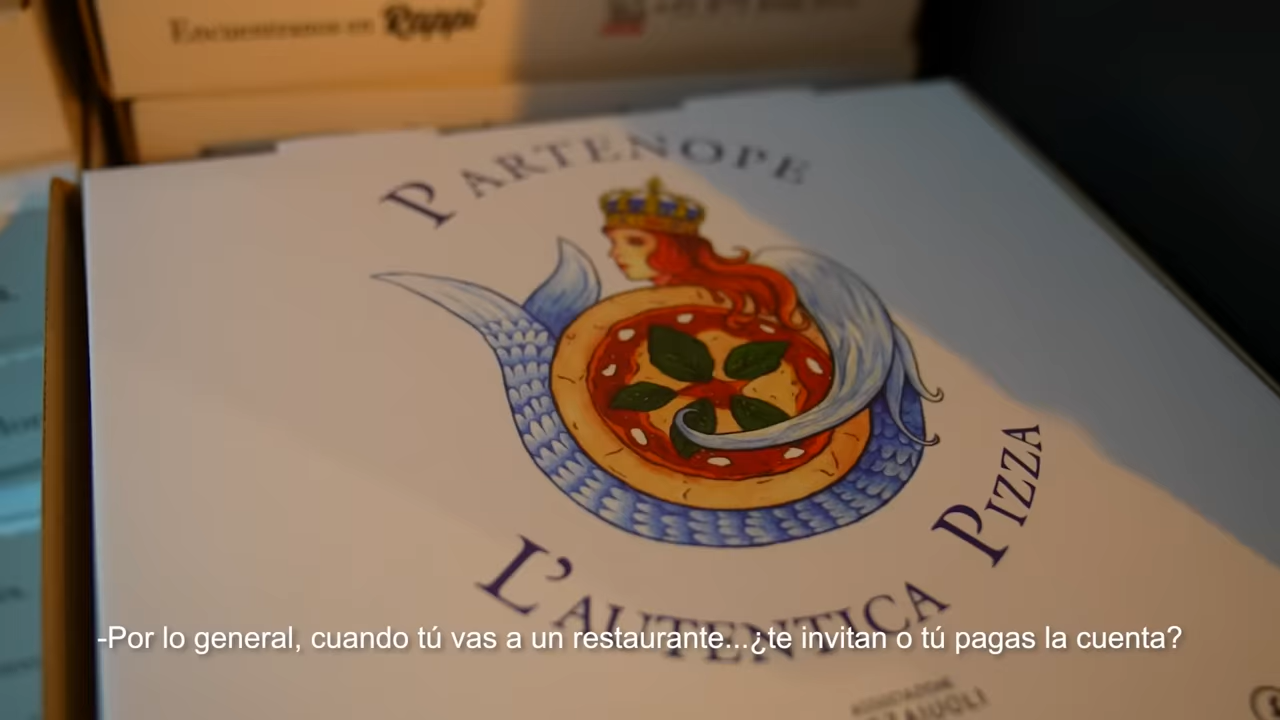 Encuentranos en Rappi
PARTENOPE
L'AUTENTICA PIZZA
-Por lo general, cuando tú vas a un restaurante...¿te invitan o tú pagas la cuenta?
ASSOCIAZIONE